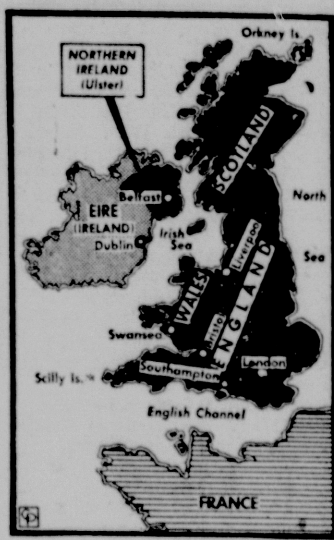 Orkney Is.
NORTHERN
IRELAND
(Ulster)
SCOTLAND
North
Sea
Belfast
EIRE
(IRELAND)
Dublin
Irish
Sea
Liverpool
WALES
ENGLAND
Swansea
Bristol
Southampton
London
Scilly Is.
English Channel
FRANCE